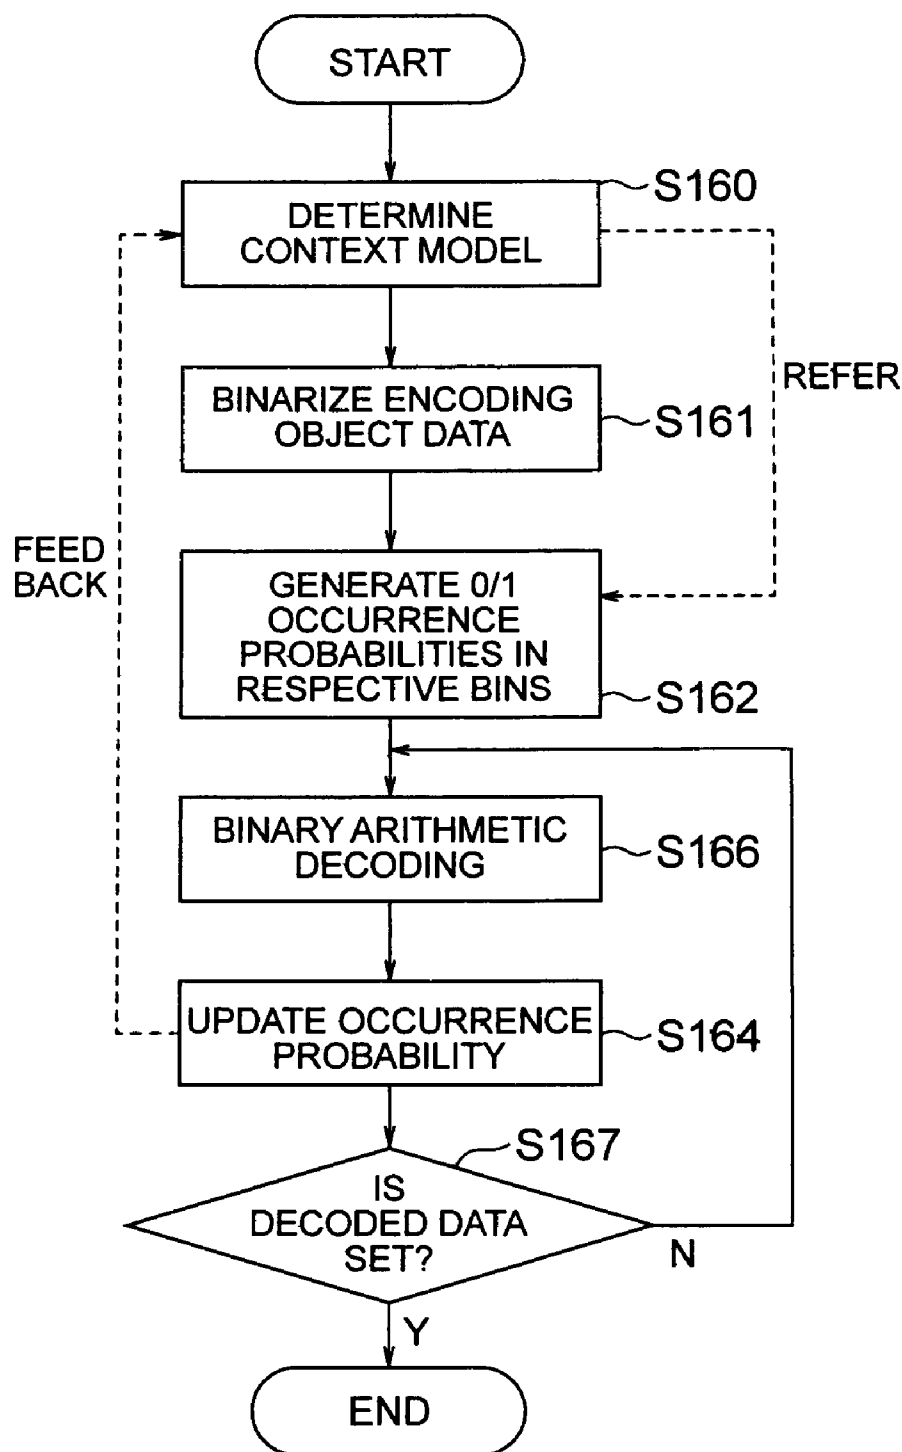 START
S160
DETERMINE
CONTEXT MODEL
REFER
BINARIZE ENCODING
OBJECT DATA
S161
FEED
BACK
GENERATE 0/1
OCCURRENCE
PROBABILITIES IN
RESPECTIVE BINS
S162
BINARY ARITHMETIC
DECODING
S166
UPDATE OCCURRENCE
PROBABILITY
S164
S167
IS
DECODED DATA
SET?
N
Y
END